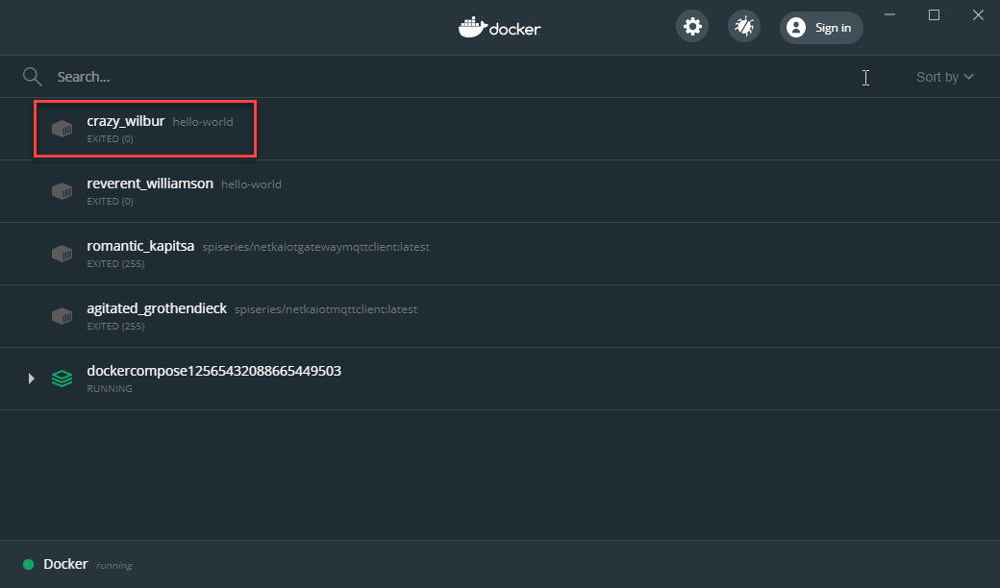 docker
Sign in
Search...
Sort by
crazy_wilbur hello-world
EXITED (0)
reverent_williamson hello-world
EXITED (0)
romantic_kapitsa spiseries/netkaiotgatewaymqttclient:latest
EXITED (255)
agitated_grothendieck spiseries/netkaiotmqttclient:latest
EXITED (255)
dockercompose12565432088665449503
RUNNING
Docker running